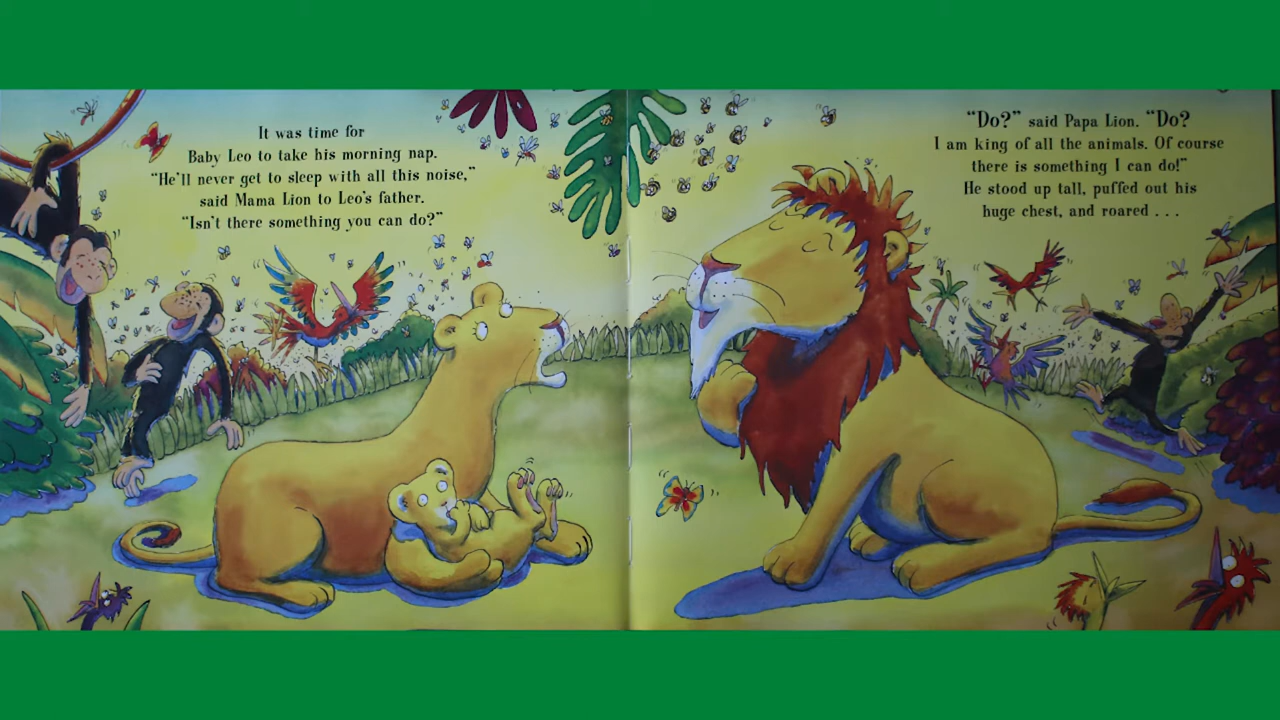 It was time for
Baby Leo to take his morning nap.
“He’ll never get to sleep with all this noise,”
said Mama Lion to Leo’s father.
“Isn’t there something you can do?”
“Do?” said Papa Lion. “Do?
I am king of all the animals. Of course
there is something I can do!”
He stood up tall, puffed out his
huge chest, and roared . . .